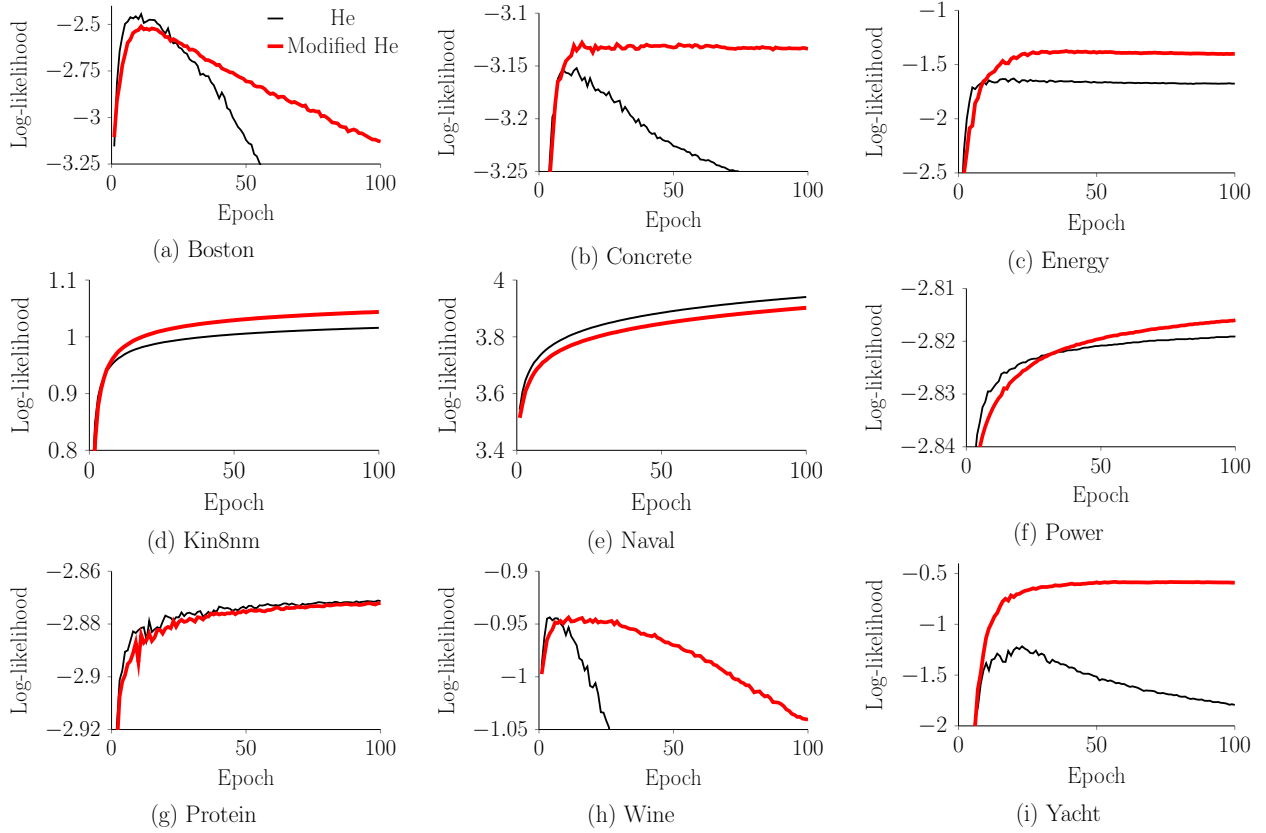 He
Modified He
−2.5
−2.75
−3
−3.25
0
50
100
Log-likelihood
Epoch
(a) Boston
−3.1
−3.15
−3.2
−3.25
0
50
100
Log-likelihood
Epoch
(b) Concrete
−0.5
−1
−1.5
−2
−2.5
0
50
100
Log-likelihood
Epoch
(c) Energy
1.1
1
0.9
0.8
0
50
100
Log-likelihood
Epoch
(d) Kin8nm
4
3.8
3.6
3.4
0
50
100
Log-likelihood
Epoch
(e) Naval
−2.81
−2.82
−2.83
−2.84
0
50
100
Log-likelihood
Epoch
(f) Power
−2.86
−2.88
−2.9
−2.92
0
50
100
Log-likelihood
Epoch
(g) Protein
−0.9
−0.95
−1
−1.05
0
50
100
Log-likelihood
Epoch
(h) Wine
−0.5
−1
−1.5
−2
0
50
100
Log-likelihood
Epoch
(i) Yacht